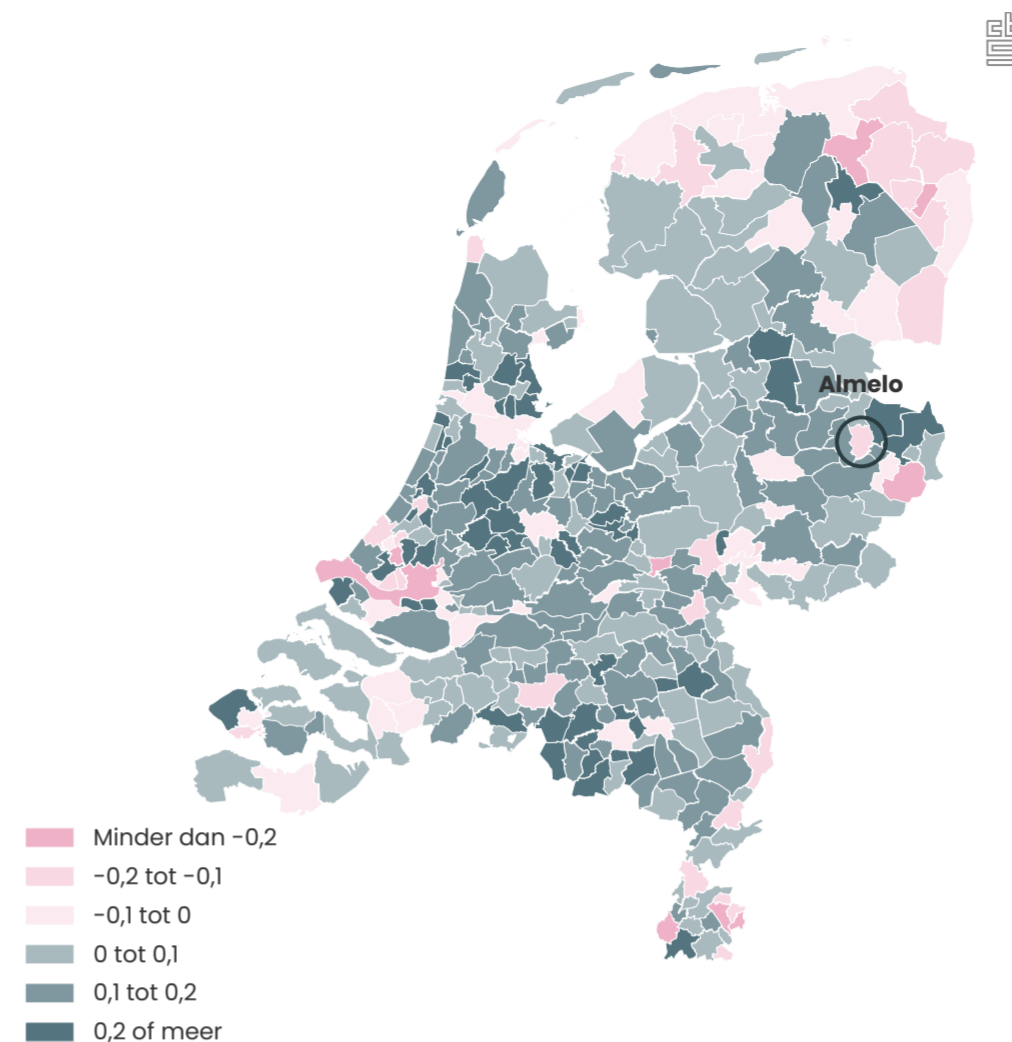 Almelo
Minder dan -0,2
-0,2 tot -0,1
-0,1 tot 0
0 tot 0,1
0,1 tot 0,2
0,2 of meer